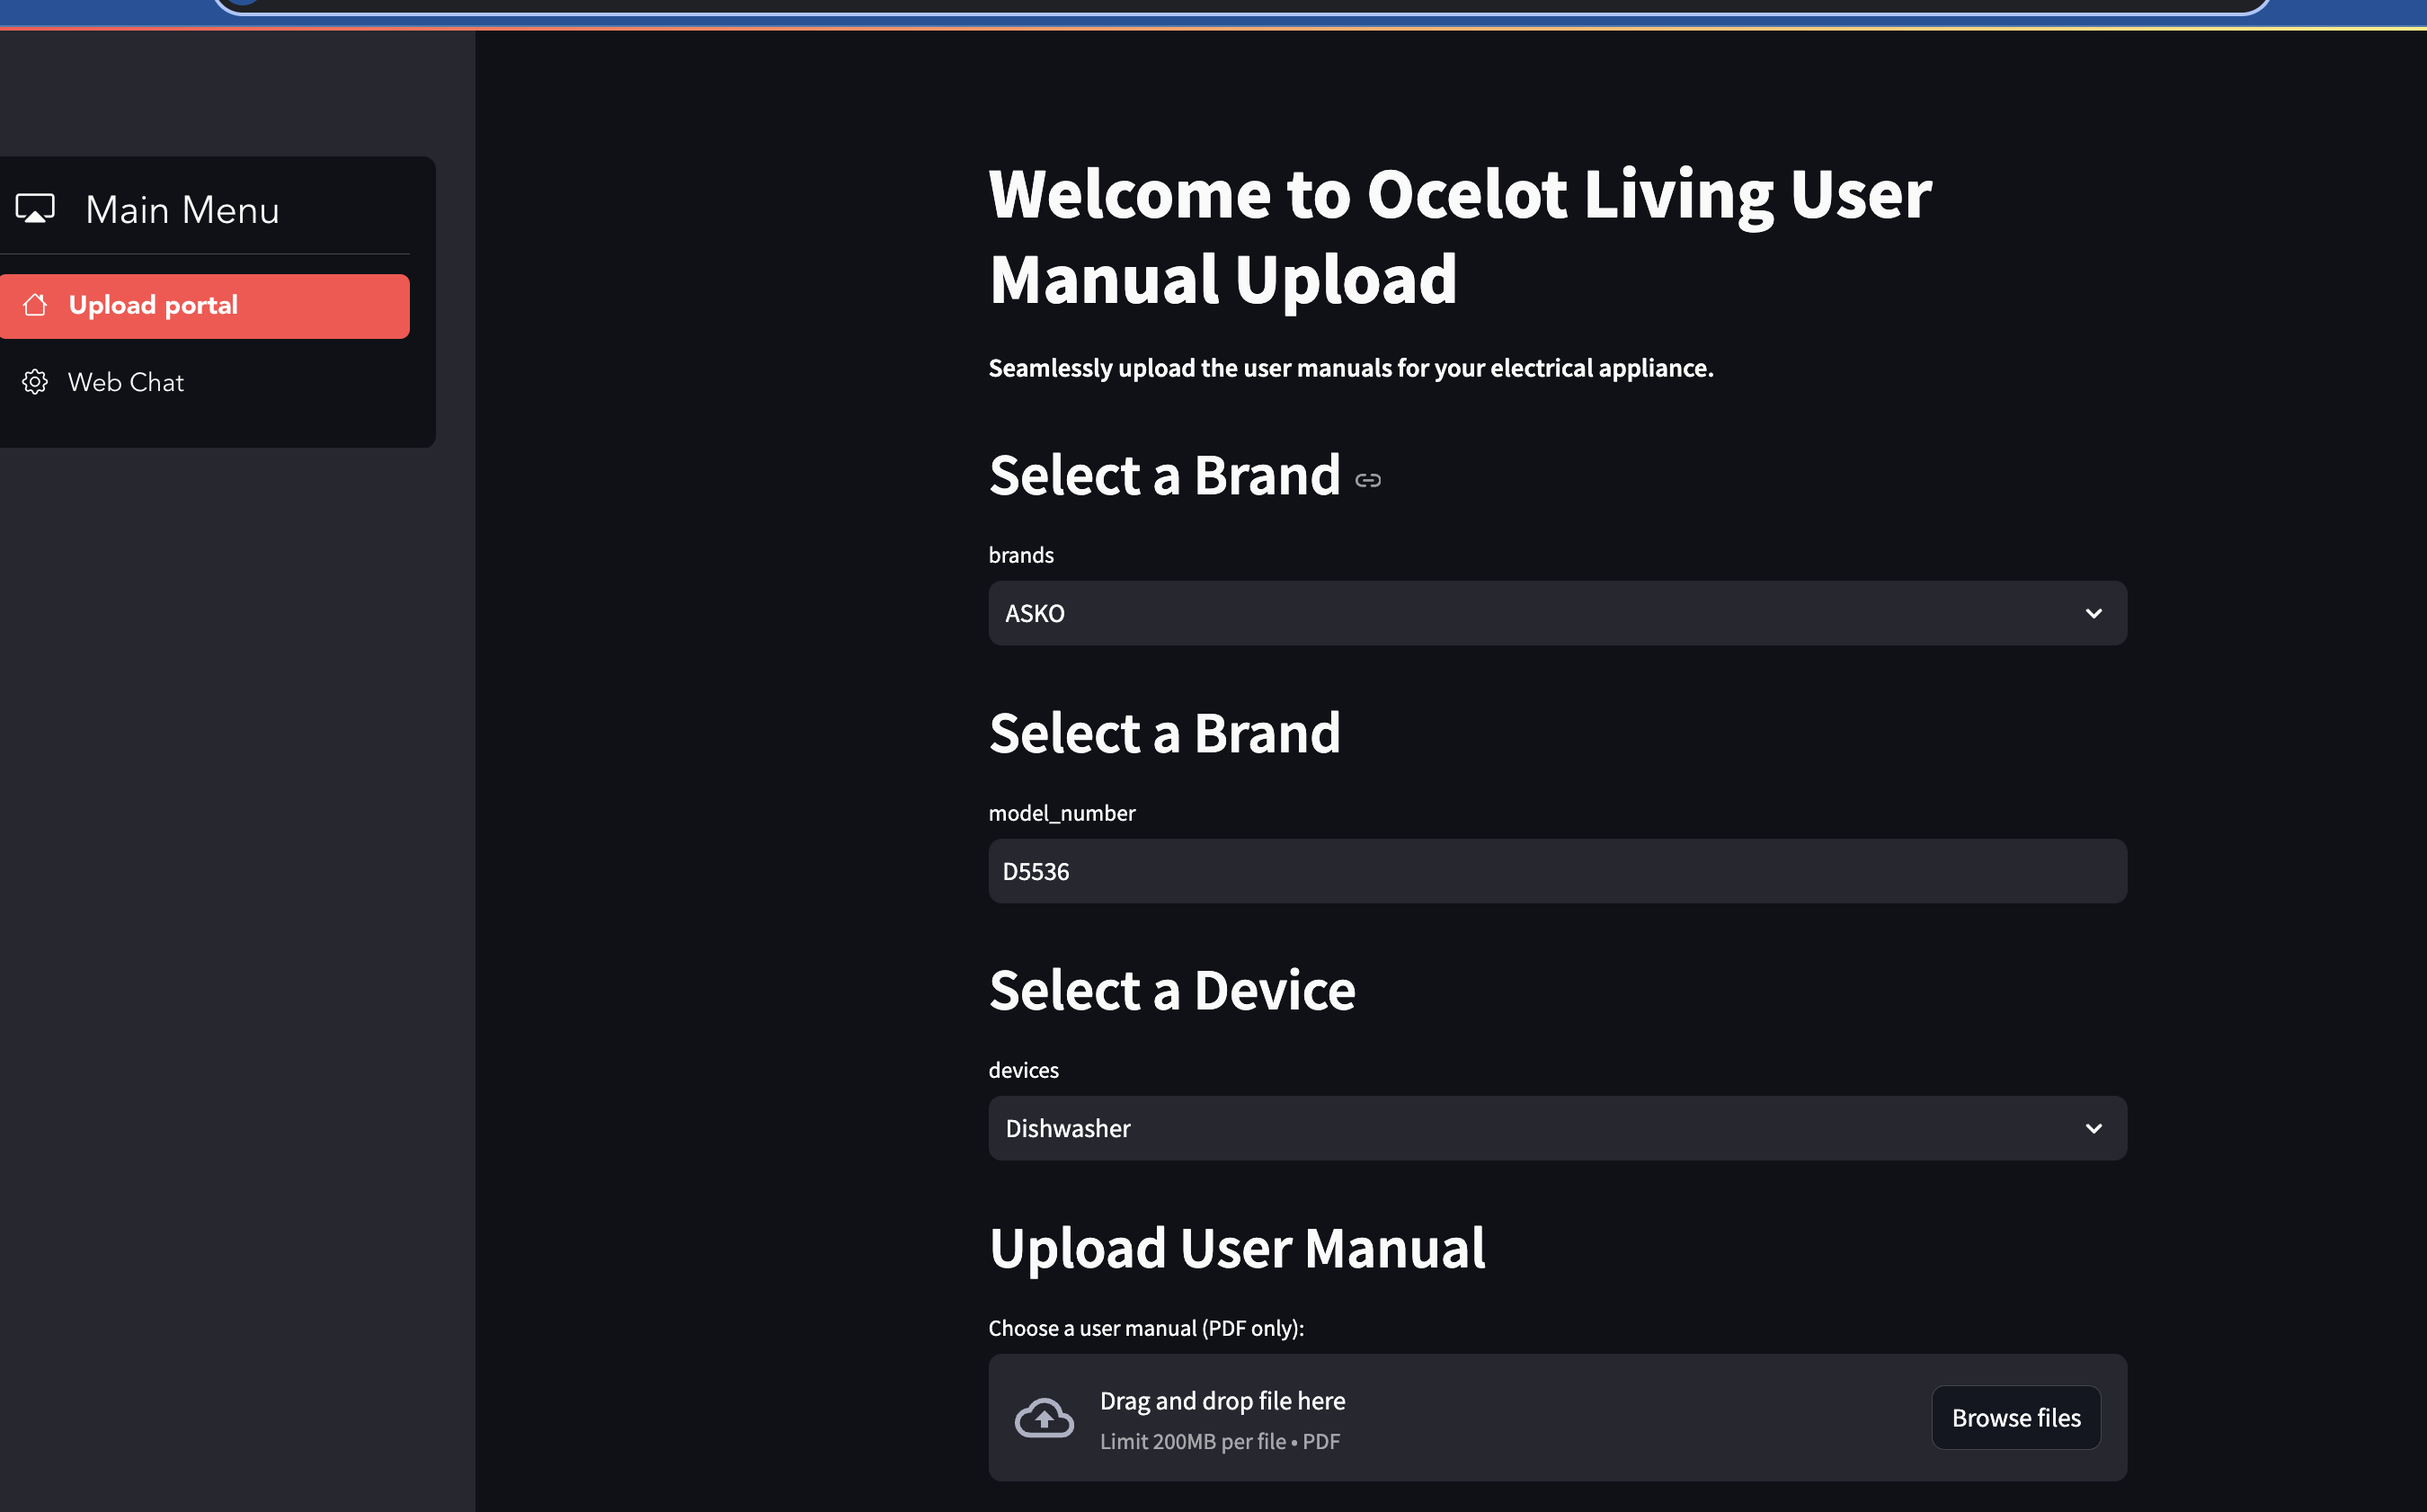 Main Menu
Upload portal
Web Chat
Welcome to Ocelot Living User
Manual Upload
Seamlessly upload the user manuals for your electrical appliance.
Select a Brand
brands
ASKO
Select a Brand
model_number
D5536
Select a Device
devices
Dishwasher
Upload User Manual
Choose a user manual (PDF only):
Drag and drop file here
Limit 200MB per file • PDF
Browse files